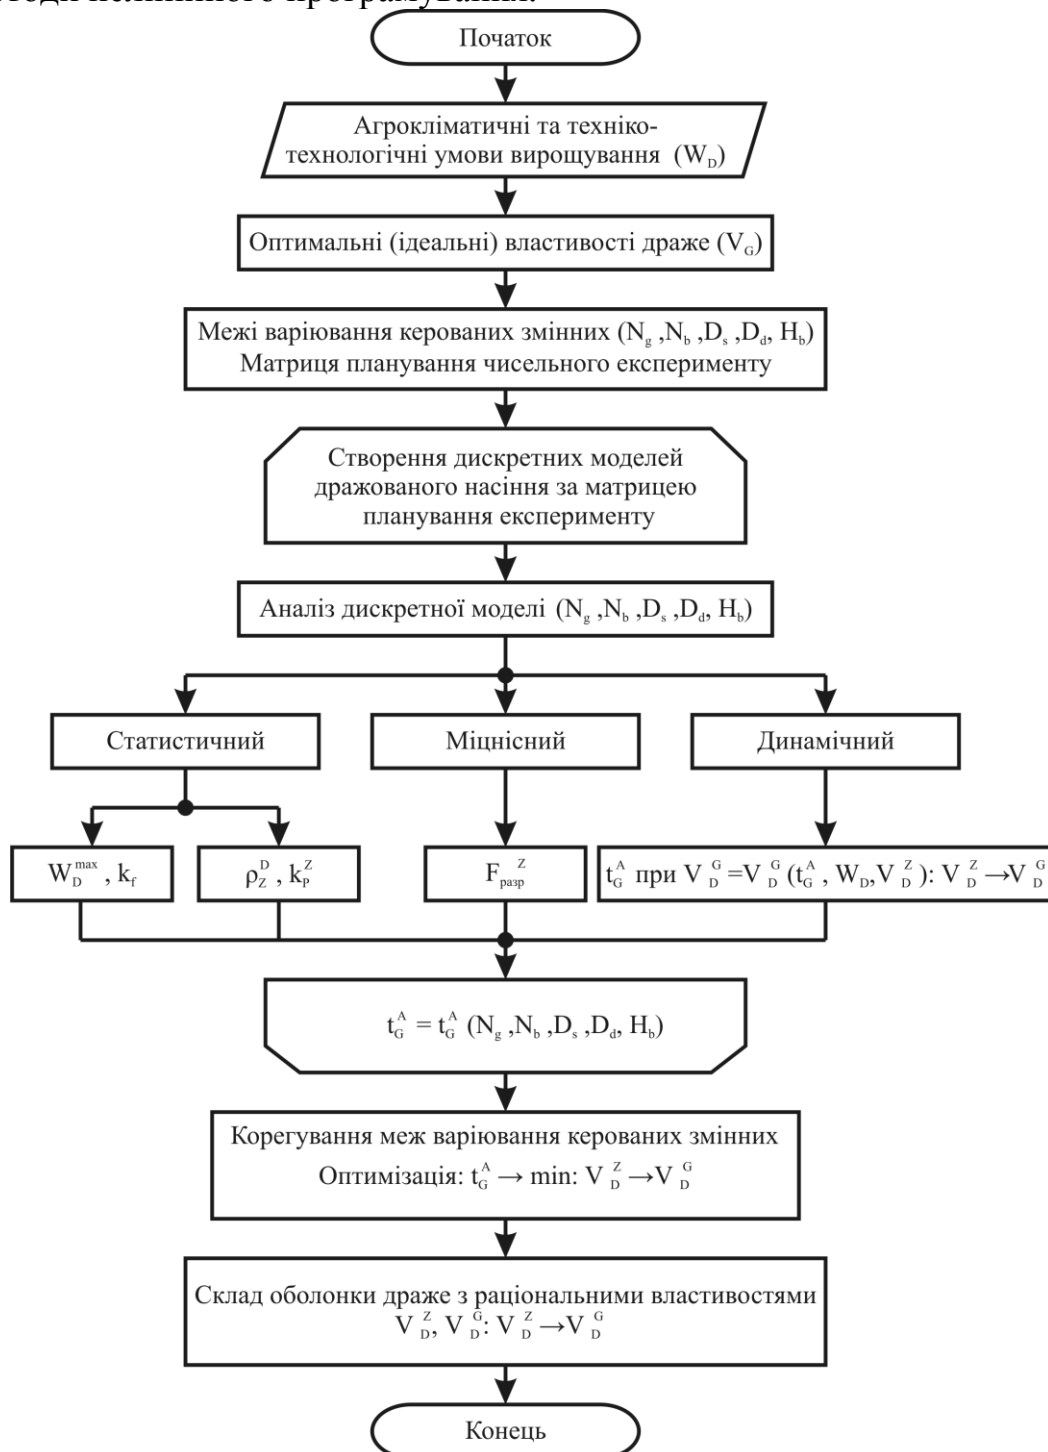 тоди нелінійного програмування.
Початок
Агрокліматичні та техніко-
технологічні умови вирощування (W_D)
Оптимальні (ідеальні) властивості драже (V_G)
Межі варіювання керованих змінних (N_g ,N_b ,D_s ,D_d, H_b)
Матриця планування чисельного експерименту
Створення дискретних моделей
дражованого насіння за матрицею
планування експерименту
Аналіз дискретної моделі (N_g ,N_b ,D_s ,D_d, H_b)
Статистичний
Міцнісний
Динамічний
W_D^max , k_f
ρ_Z^D , k_P^Z
F_разр^Z
t_G^A при V_D^G=V_D^G (t_G^A , W_D,V_D^Z): V_D^Z→V_D^G
t_G^A = t_G^A (N_g ,N_b ,D_s ,D_d, H_b)
Корегування меж варіювання керованих змінних
Оптимізація: t_G^A → min: V_D^Z→V_D^G
Склад оболонки драже з раціональними властивостями
V_D^Z, V_D^G: V_D^Z→V_D^G
Конець